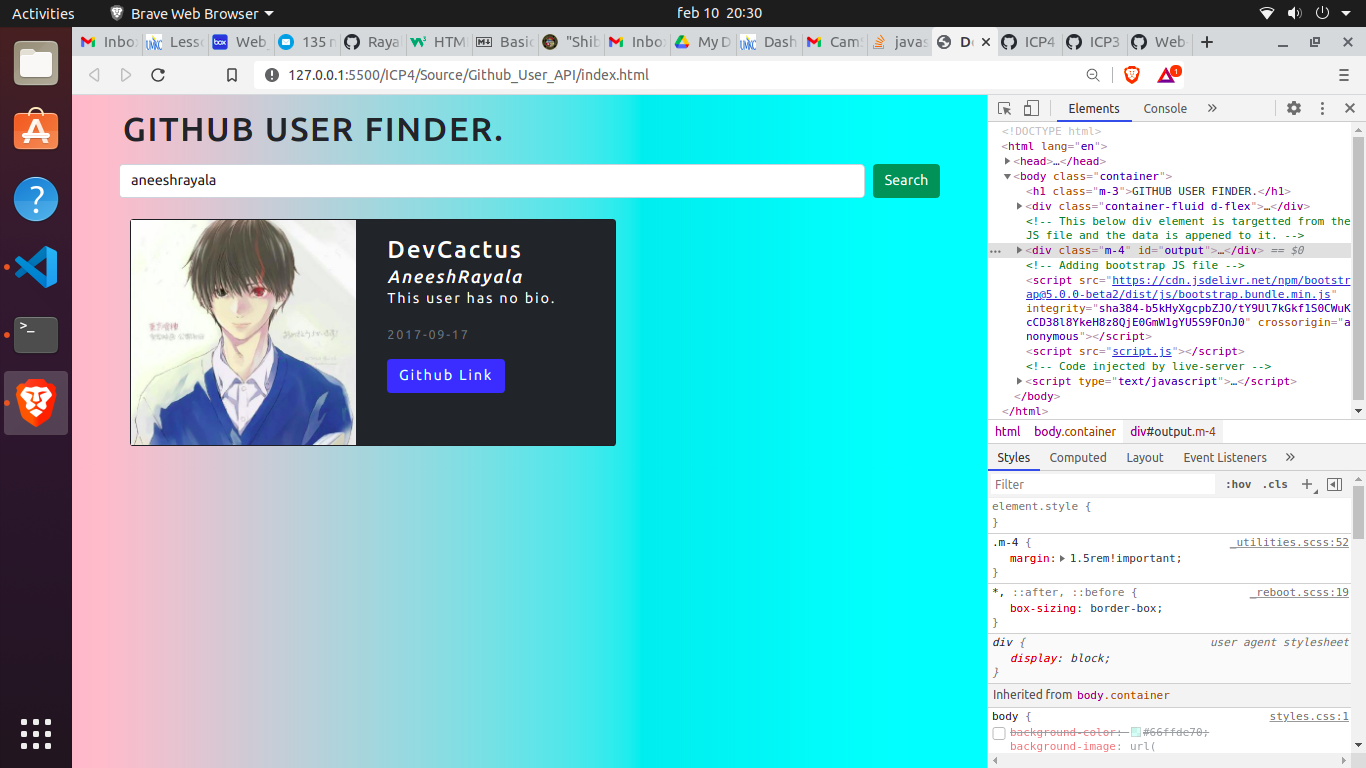 Activities
Brave Web Browser
feb 10 20:30
Inbo
Lesso
Web
135 r
Raya
HTM
Basic
"Shib
Inbo
My D
Dash
Cam
javas
De
ICP4
ICP3
Web
127.0.0.1:5500/ICP4/Source/Github_User_API/index.html
1
GITHUB USER FINDER.
aneeshrayala
Search
DevCactus
AneeshRayala
This user has no bio.
2017-09-17
Github Link
Elements
Console
<!DOCTYPE html>
<html lang="en">
<head>…</head>
<body class="container">
<h1 class="m-3">GITHUB USER FINDER.</h1>
<div class="container-fluid d-flex">…</div>
<!-- This below div element is targetted from the
JS file and the data is appened to it. -->
<div class="m-4" id="output">…</div> == $0
<!-- Adding bootstrap JS file -->
<script src="https://cdn.jsdelivr.net/npm/bootstr
ap@5.0.0-beta2/dist/js/bootstrap.bundle.min.js"
integrity="sha384-b5kHyXgcpbZJO/tY9Ul7kGkf1S0CWuK
cCD38l8YkeH8z8QjE0GmW1gYU5S9FOnJ0" crossorigin="a
nonymous"></script>
<script src="script.js"></script>
<!-- Code injected by live-server -->
<script type="text/javascript">…</script>
</body>
</html>
html body.container div#output.m-4
Styles Computed Layout Event Listeners
Filter :hov .cls
element.style {
}
.m-4 { _utilities.scss:52
margin: 1.5rem!important;
}
*, ::after, ::before { _reboot.scss:19
box-sizing: border-box;
}
div { user agent stylesheet
display: block;
}
Inherited from body.container
body { styles.css:1
background-color: #66ffde70;
background-image: url(